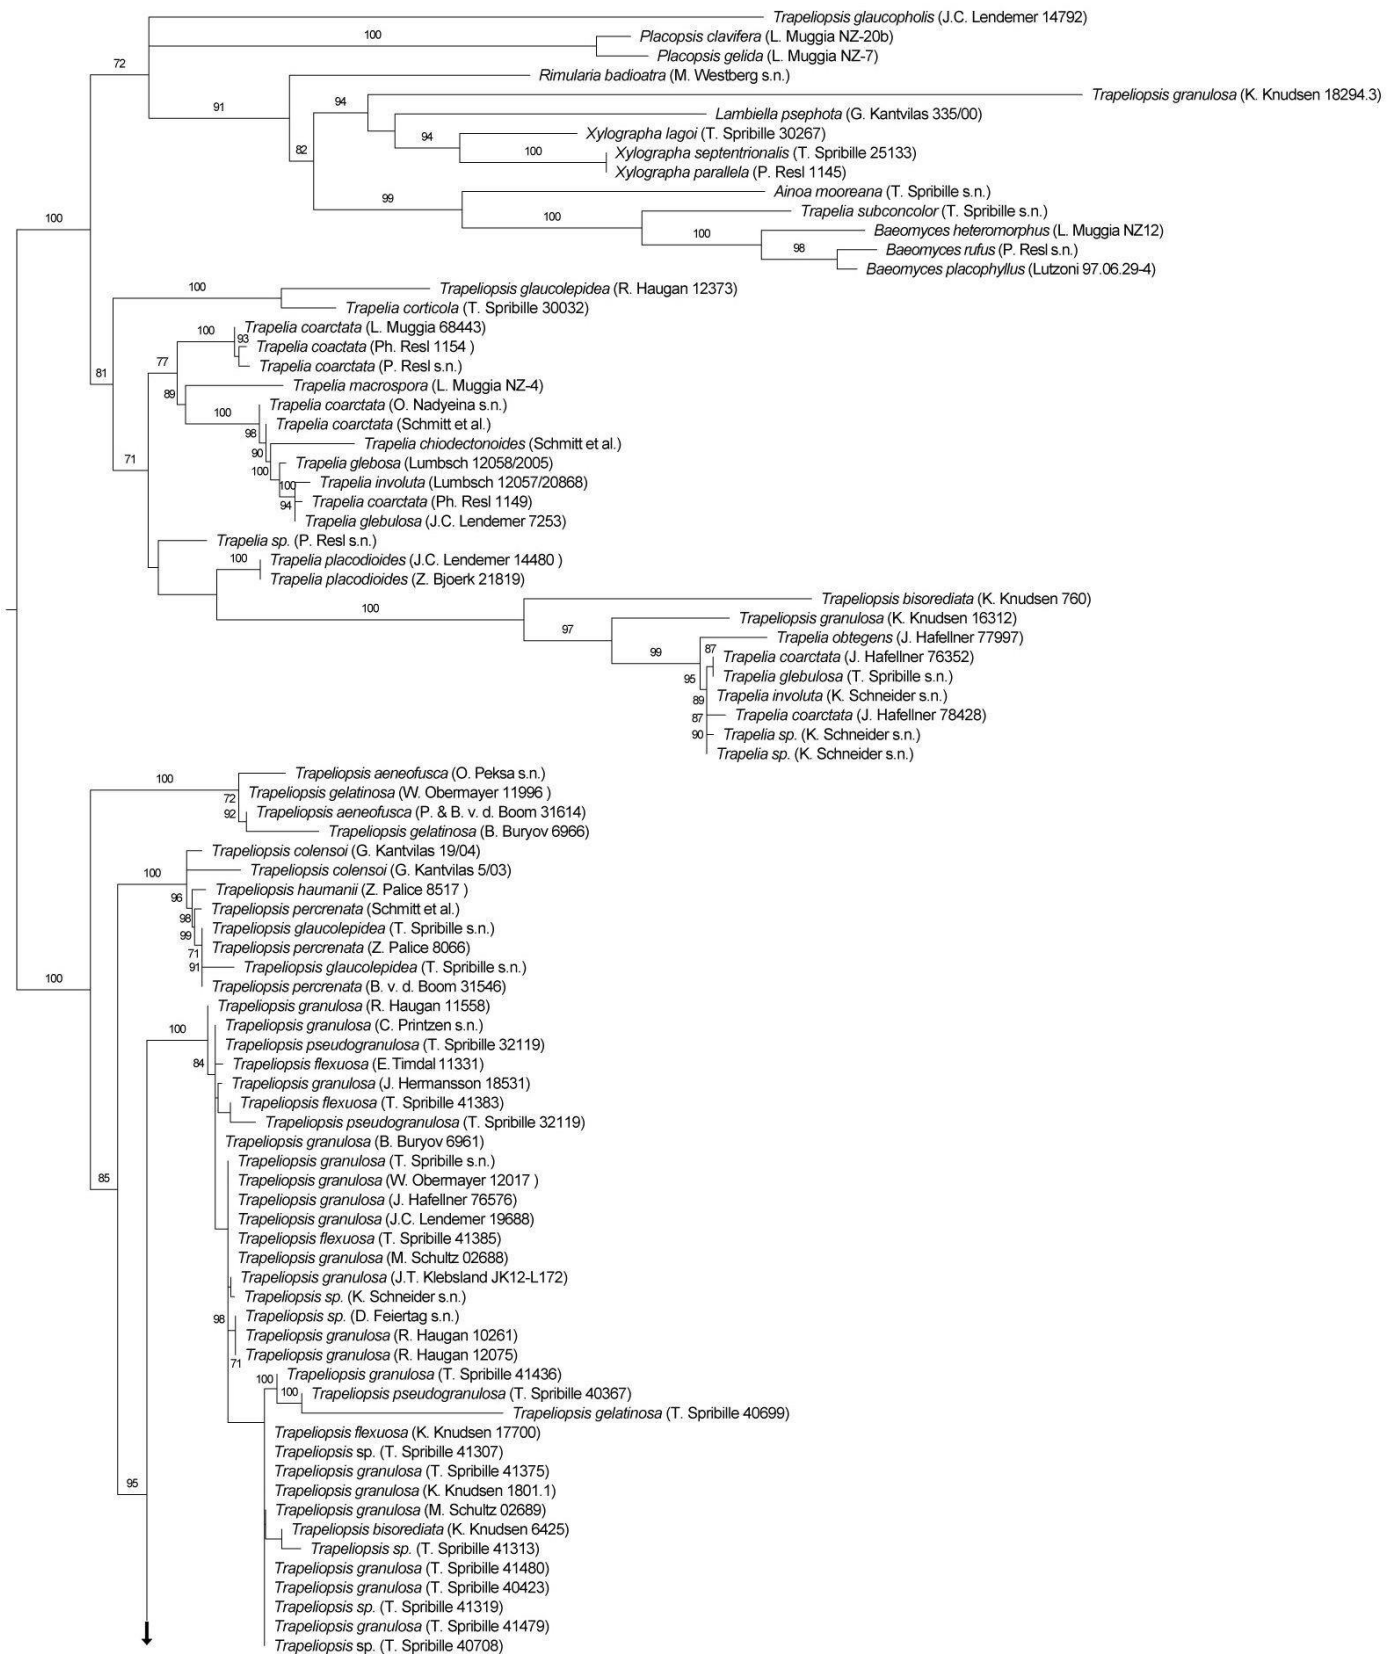 Trapeliopsis glaucopholis (J.C. Lendemer 14792)
100
Placopsis clavifera (L. Muggia NZ-20b)
Placopsis gelida (L. Muggia NZ-7)
72
Rimularia badioatra (M. Westberg s.n.)
91
94
Trapeliopsis granulosa (K. Knudsen 18294.3)
Lambiella psephota (G. Kantvilas 335/00)
94
Xylographa lagoi (T. Spribille 30267)
82
100
Xylographa septentrionalis (T. Spribille 25133)
Xylographa parallela (P. Resl 1145)
99
Ainoa mooreana (T. Spribille s.n.)
100
100
Trapelia subconcolor (T. Spribille s.n.)
100
Baeomyces heteromorphus (L. Muggia NZ12)
98
Baeomyces rufus (P. Resl s.n.)
Baeomyces placophyllus (Lutzoni 97.06.29-4)
100
Trapeliopsis glaucolepidea (R. Haugan 12373)
Trapelia corticola (T. Spribille 30032)
100
Trapelia coarctata (L. Muggia 68443)
93
Trapelia coactata (Ph. Resl 1154 )
81
77
Trapelia coarctata (P. Resl s.n.)
89
Trapelia macrospora (L. Muggia NZ-4)
100
Trapelia coarctata (O. Nadyeina s.n.)
98
Trapelia coarctata (Schmitt et al.)
90
Trapelia chiodectonoides (Schmitt et al.)
71
100
Trapelia glebosa (Lumbsch 12058/2005)
100
Trapelia involuta (Lumbsch 12057/20868)
94
Trapelia coarctata (Ph. Resl 1149)
Trapelia glebulosa (J.C. Lendemer 7253)
Trapelia sp. (P. Resl s.n.)
100
Trapelia placodioides (J.C. Lendemer 14480 )
Trapelia placodioides (Z. Bjoerk 21819)
100
Trapeliopsis bisorediata (K. Knudsen 760)
97
Trapeliopsis granulosa (K. Knudsen 16312)
99
87
Trapelia obtegens (J. Hafellner 77997)
Trapelia coarctata (J. Hafellner 76352)
95
Trapelia glebulosa (T. Spribille s.n.)
89
Trapelia involuta (K. Schneider s.n.)
87
Trapelia coarctata (J. Hafellner 78428)
90
Trapelia sp. (K. Schneider s.n.)
Trapelia sp. (K. Schneider s.n.)
100
Trapeliopsis aeneofusca (O. Peksa s.n.)
72
Trapeliopsis gelatinosa (W. Obermayer 11996 )
92
Trapeliopsis aeneofusca (P. & B. v. d. Boom 31614)
Trapeliopsis gelatinosa (B. Buryov 6966)
Trapeliopsis colensoi (G. Kantvilas 19/04)
100
Trapeliopsis colensoi (G. Kantvilas 5/03)
96
Trapeliopsis haumanii (Z. Palice 8517 )
98
Trapeliopsis percrenata (Schmitt et al.)
99
Trapeliopsis glaucolepidea (T. Spribille s.n.)
71
Trapeliopsis percrenata (Z. Palice 8066)
100
91
Trapeliopsis glaucolepidea (T. Spribille s.n.)
Trapeliopsis percrenata (B. v. d. Boom 31546)
Trapeliopsis granulosa (R. Haugan 11558)
100
Trapeliopsis granulosa (C. Printzen s.n.)
Trapeliopsis pseudogranulosa (T. Spribille 32119)
84
Trapeliopsis flexuosa (E. Timdal 11331)
Trapeliopsis granulosa (J. Hermansson 18531)
Trapeliopsis flexuosa (T. Spribille 41383)
Trapeliopsis pseudogranulosa (T. Spribille 32119)
Trapeliopsis granulosa (B. Buryov 6961)
Trapeliopsis granulosa (T. Spribille s.n.)
85
Trapeliopsis granulosa (W. Obermayer 12017 )
Trapeliopsis granulosa (J. Hafellner 76576)
Trapeliopsis granulosa (J.C. Lendemer 19688)
Trapeliopsis flexuosa (T. Spribille 41385)
Trapeliopsis granulosa (M. Schultz 02688)
Trapeliopsis granulosa (J.T. Klebsland JK12-L172)
Trapeliopsis sp. (K. Schneider s.n.)
98
Trapeliopsis sp. (D. Feiertag s.n.)
Trapeliopsis granulosa (R. Haugan 10261)
71
Trapeliopsis granulosa (R. Haugan 12075)
100
Trapeliopsis granulosa (T. Spribille 41436)
100
Trapeliopsis pseudogranulosa (T. Spribille 40367)
Trapeliopsis gelatinosa (T. Spribille 40699)
Trapeliopsis flexuosa (K. Knudsen 17700)
Trapeliopsis sp. (T. Spribille 41307)
95
Trapeliopsis granulosa (T. Spribille 41375)
Trapeliopsis granulosa (K. Knudsen 1801.1)
Trapeliopsis granulosa (M. Schultz 02689)
Trapeliopsis bisorediata (K. Knudsen 6425)
Trapeliopsis sp. (T. Spribille 41313)
Trapeliopsis granulosa (T. Spribille 41480)
Trapeliopsis granulosa (T. Spribille 40423)
Trapeliopsis sp. (T. Spribille 41319)
Trapeliopsis granulosa (T. Spribille 41479)
Trapeliopsis sp. (T. Spribille 40708)